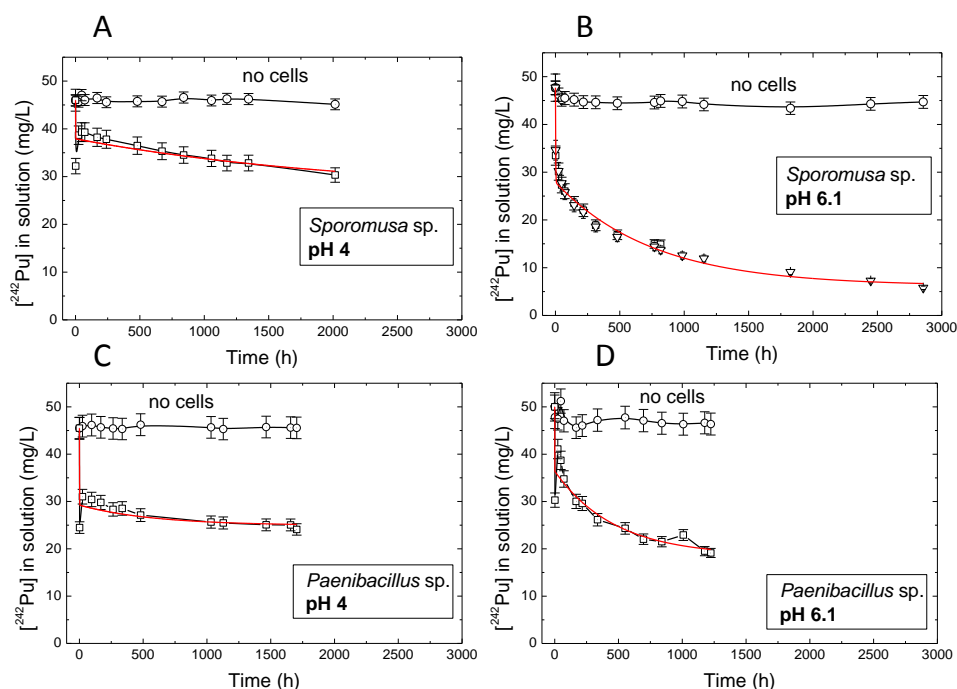 A
no cells
[²⁴²Pu] in solution (mg/L)
60
50
40
30
20
10
0
Sporomusa sp.
pH 4
0 500 1000 1500 2000 2500 3000
Time (h)
B
no cells
[²⁴²Pu] in solution (mg/L)
60
50
40
30
20
10
0
Sporomusa sp.
pH 6.1
0 500 1000 1500 2000 2500 3000
Time (h)
C
no cells
[²⁴²Pu] in solution (mg/L)
50
40
30
20
10
0
Paenibacillus sp.
pH 4
0 500 1000 1500 2000 2500 3000
Time (h)
D
no cells
[²⁴²Pu] in solution (mg/L)
50
40
30
20
10
0
Paenibacillus sp.
pH 6.1
0 500 1000 1500 2000 2500 3000
Time (h)